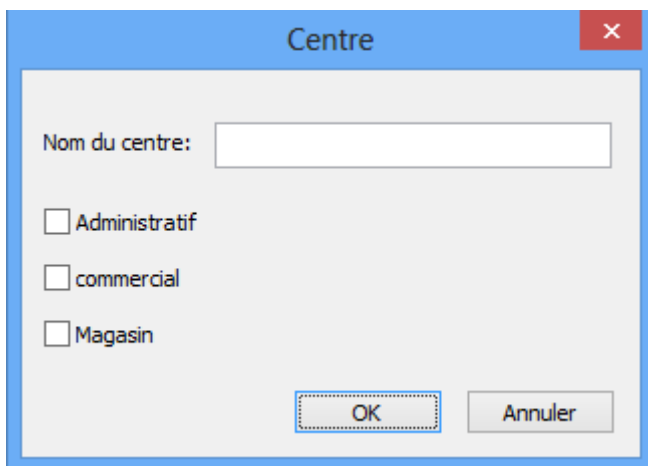 Centre
Nom du centre:
Administratif
commercial
Magasin
OK Annuler